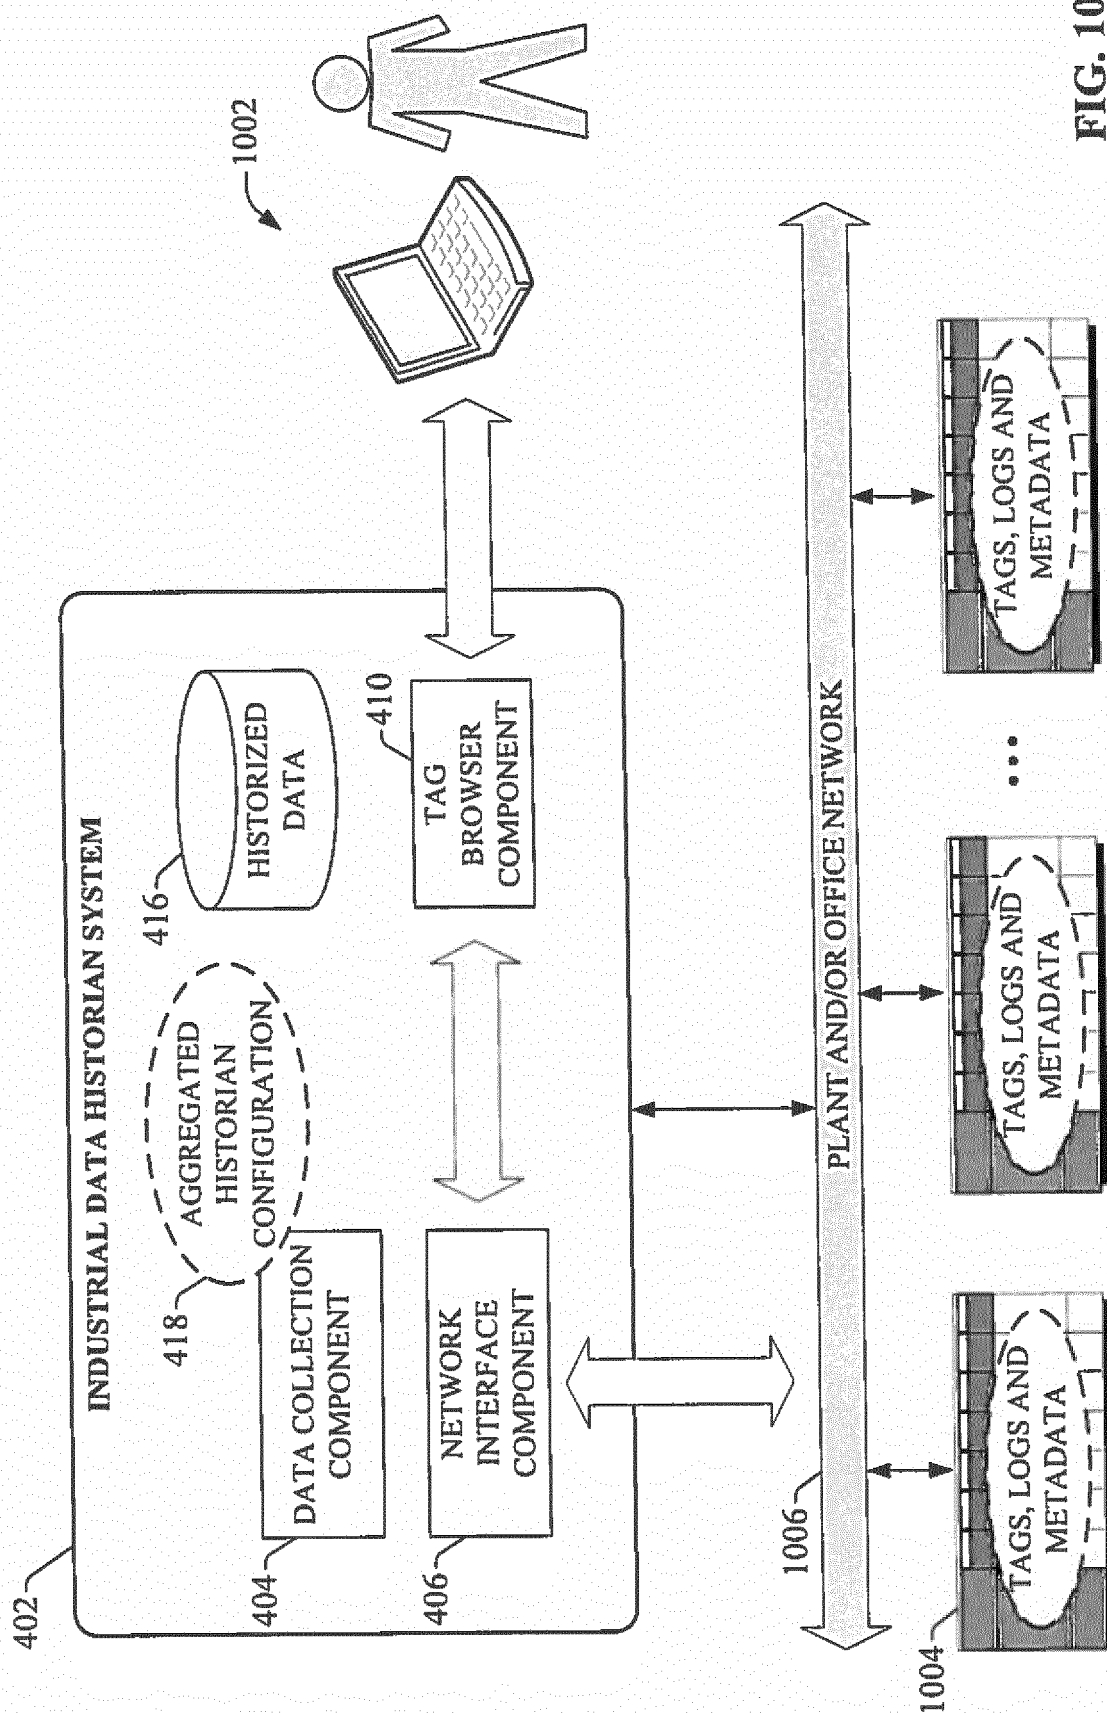 402
INDUSTRIAL DATA HISTORIAN SYSTEM
418
AGGREGATED
HISTORIAN
CONFIGURATION
416
HISTORIZED
DATA
404
DATA COLLECTION
COMPONENT
406
NETWORK
INTERFACE
COMPONENT
410
TAG
BROWSER
COMPONENT
1002
1006
PLANT AND/OR OFFICE NETWORK
1004
TAGS, LOGS AND
METADATA
TAGS, LOGS AND
METADATA
...
TAGS, LOGS AND
METADATA
FIG. 10